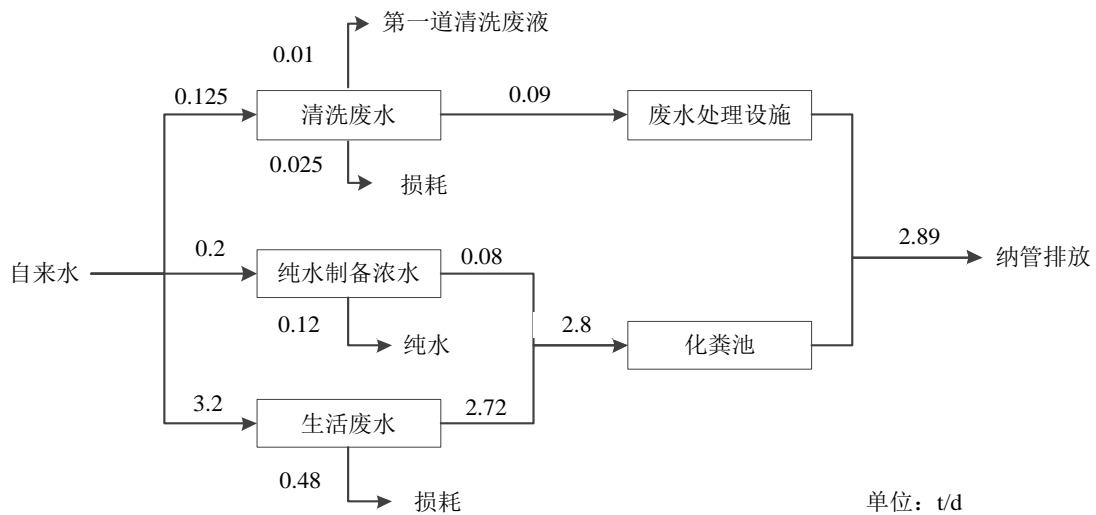 第一道清洗废液
0.01
0.125
清洗废水
0.09
废水处理设施
0.025
损耗
自来水
0.2
纯水制备浓水
0.08
2.89
纳管排放
0.12
纯水
2.8
化粪池
3.2
生活废水
2.72
0.48
损耗
单位：t/d